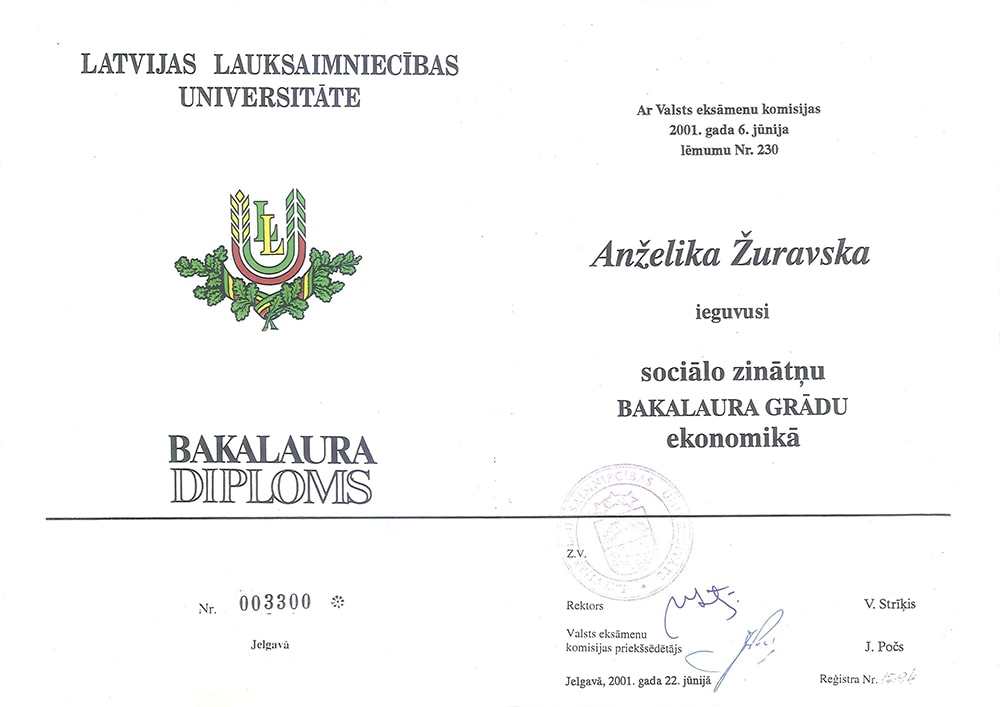 LATVIJAS LAUKSAIMNIECĪBAS
UNIVERSITĀTE
LL
BAKALAURA
DIPLOMS
Nr. 003300
Jelgavā
Ar Valsts eksāmenu komisijas
2001. gada 6. jūnija
lēmumu Nr. 230
Anželika Žuravska
ieguvusi
sociālo zinātņu
BAKALAURA GRĀDU
ekonomikā
Z.V.
Rektors V. Strīķis
Valsts eksāmenu
komisijas priekšsēdētājs J. Počs
Jelgavā, 2001. gada 22. jūnijā
Reģistra Nr.